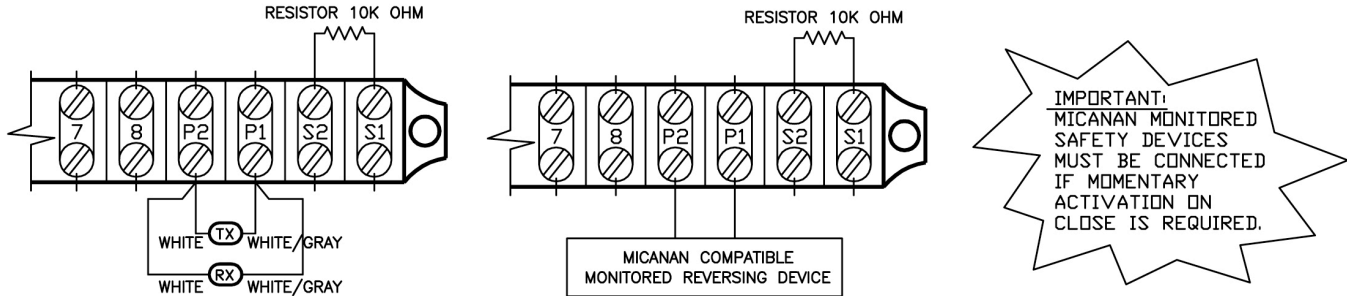 RESISTOR 10K OHM
7 8 P2 P1 S2 S1
WHITE TX WHITE/GRAY
WHITE RX WHITE/GRAY
RESISTOR 10K OHM
7 8 P2 P1 S2 S1
MICANAN COMPATIBLE
MONITORED REVERSING DEVICE
IMPORTANT:
MICANAN MONITORED
SAFETY DEVICES
MUST BE CONNECTED
IF MOMENTARY
ACTIVATION ON
CLOSE IS REQUIRED.